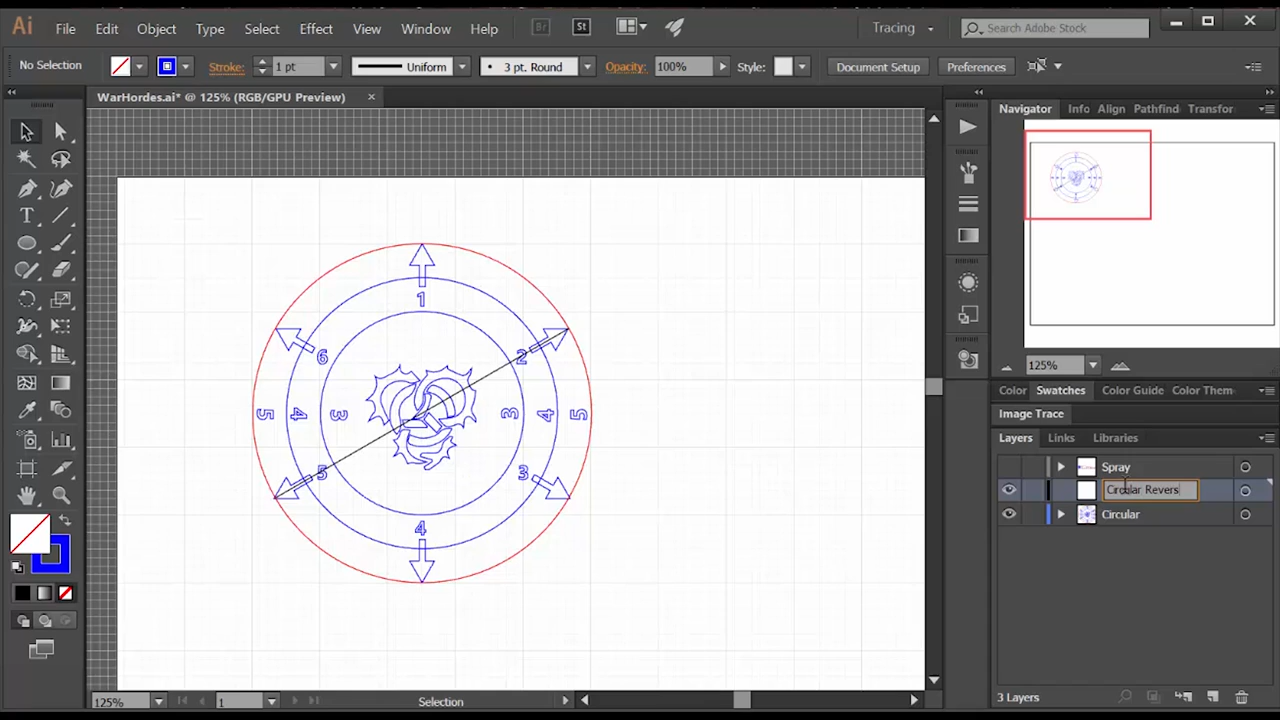 Ai File Edit Object Type Select Effect View Window Help Br St Tracing Search Adobe Stock
No Selection Stroke: 1 pt Uniform 3 pt. Round Opacity: 100% Style: Document Setup Preferences
WarHordes.ai* @ 125% (RGB/GPU Preview)
Navigator Info Align Pathfind Transfor
1
6 2
5 4 3 3 4 5
5 3
4
125%
Color Swatches Color Guide Color Them
Image Trace
Layers Links Libraries
Spray
Circular Revers
Circular
3 Layers
125% 1 Selection